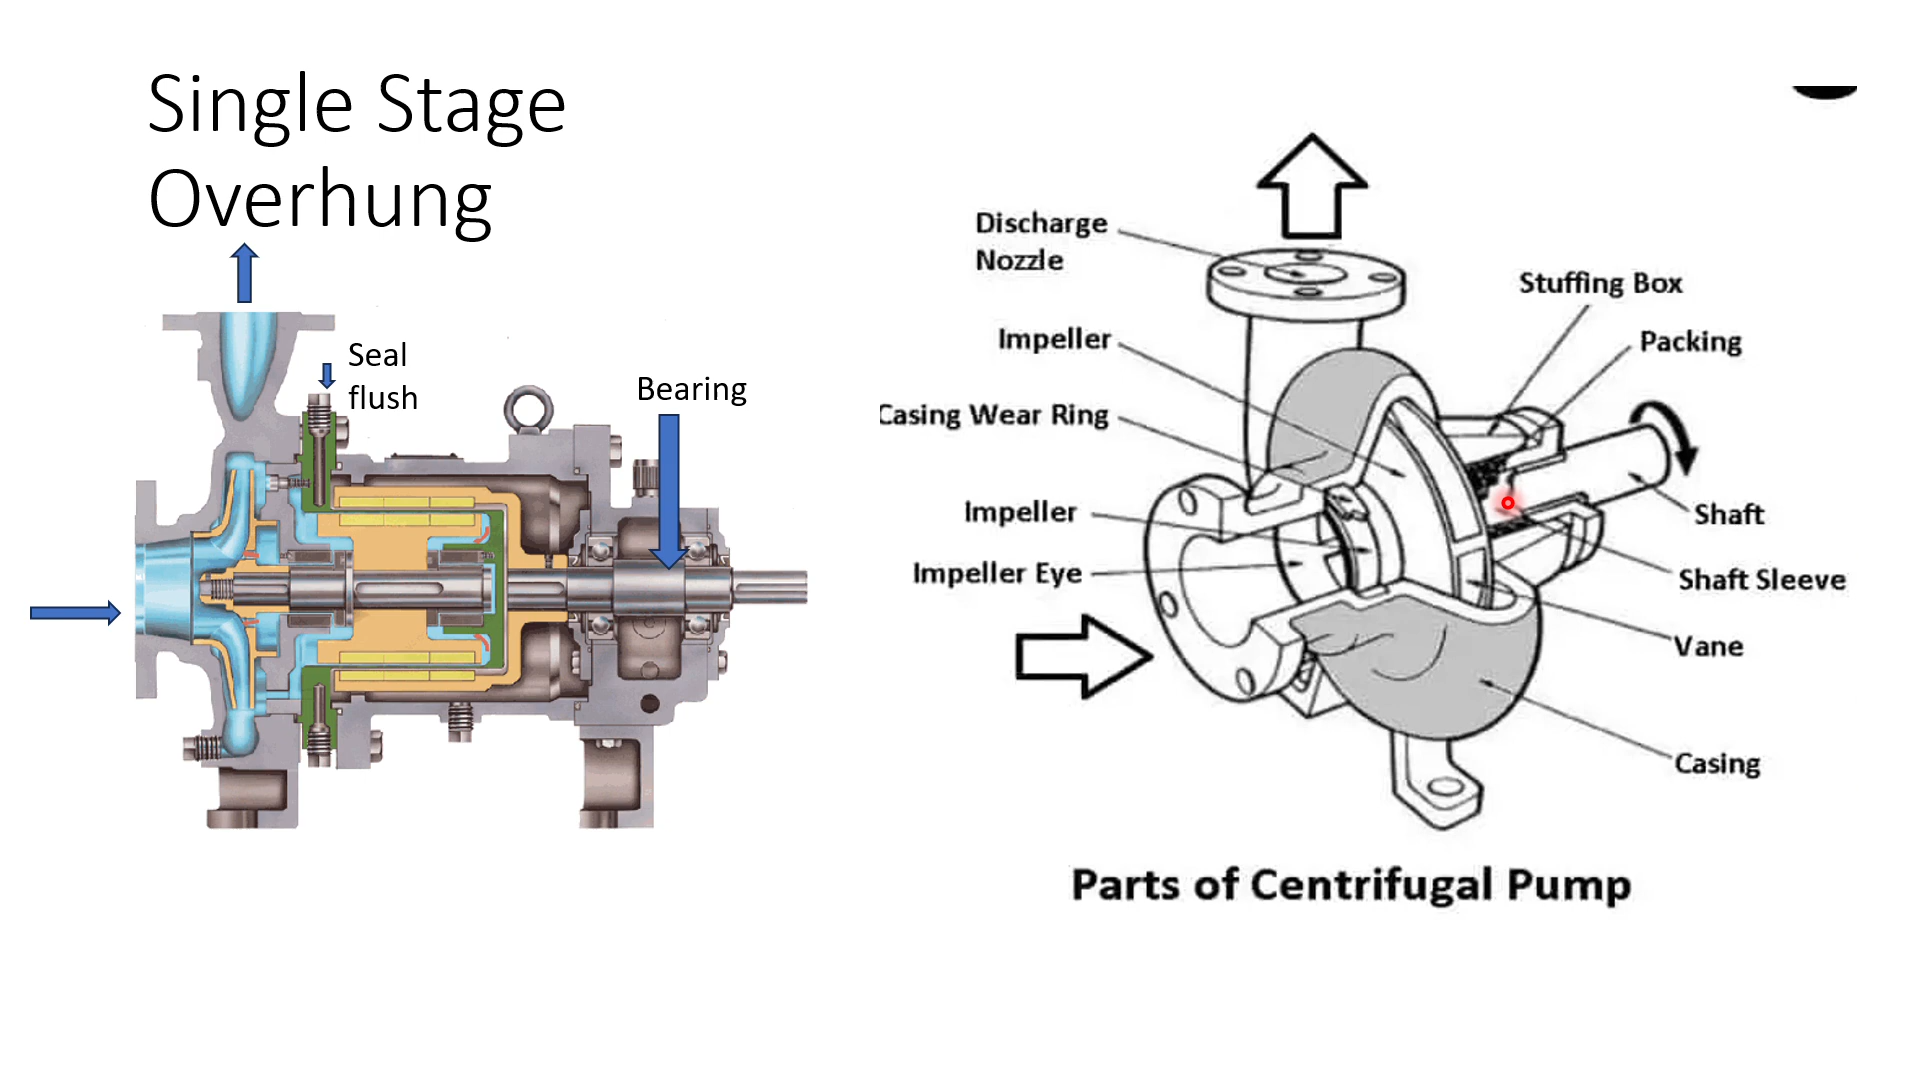 Single Stage
Overhung
Seal
flush
Bearing
Discharge
Nozzle
Impeller
Casing Wear Ring
Impeller
Impeller Eye
Stuffing Box
Packing
Shaft
Shaft Sleeve
Vane
Casing
Parts of Centrifugal Pump